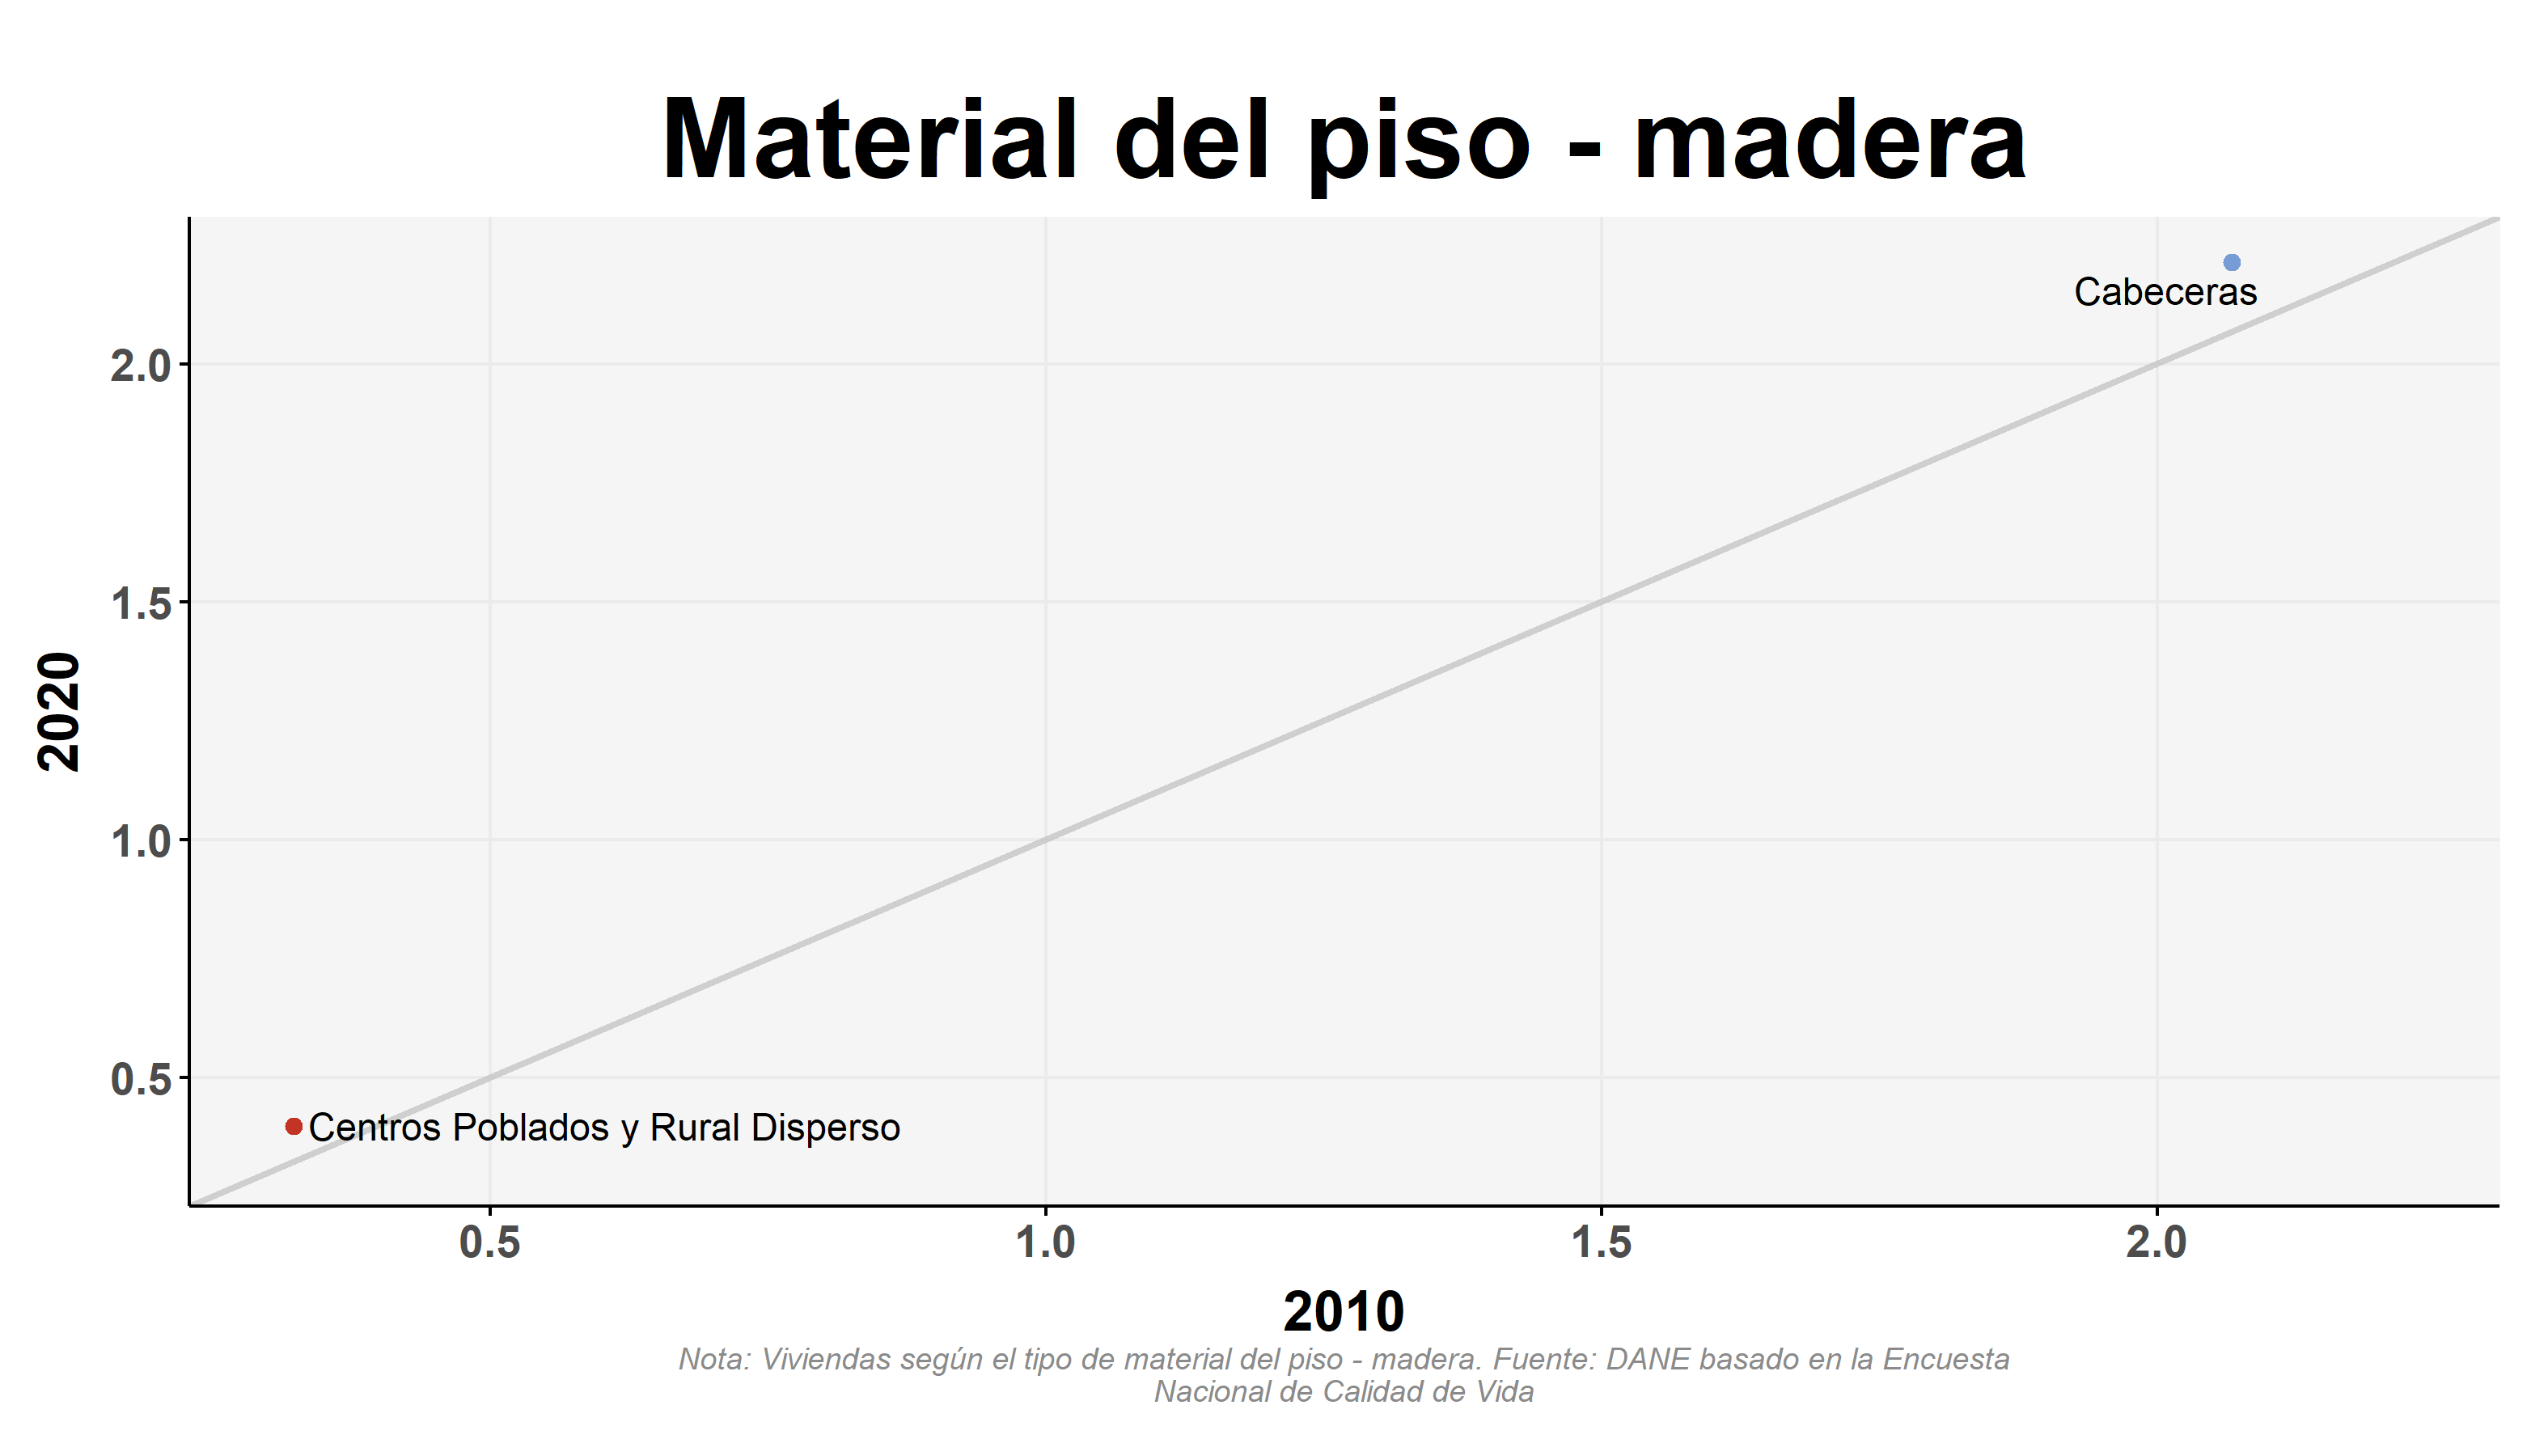 Material del piso - madera
Cabeceras
2.0
1.5
2020
1.0
0.5
Centros Poblados y Rural Disperso
0.5 1.0 1.5 2.0
2010
Nota: Viviendas según el tipo de material del piso - madera. Fuente: DANE basado en la Encuesta
Nacional de Calidad de Vida